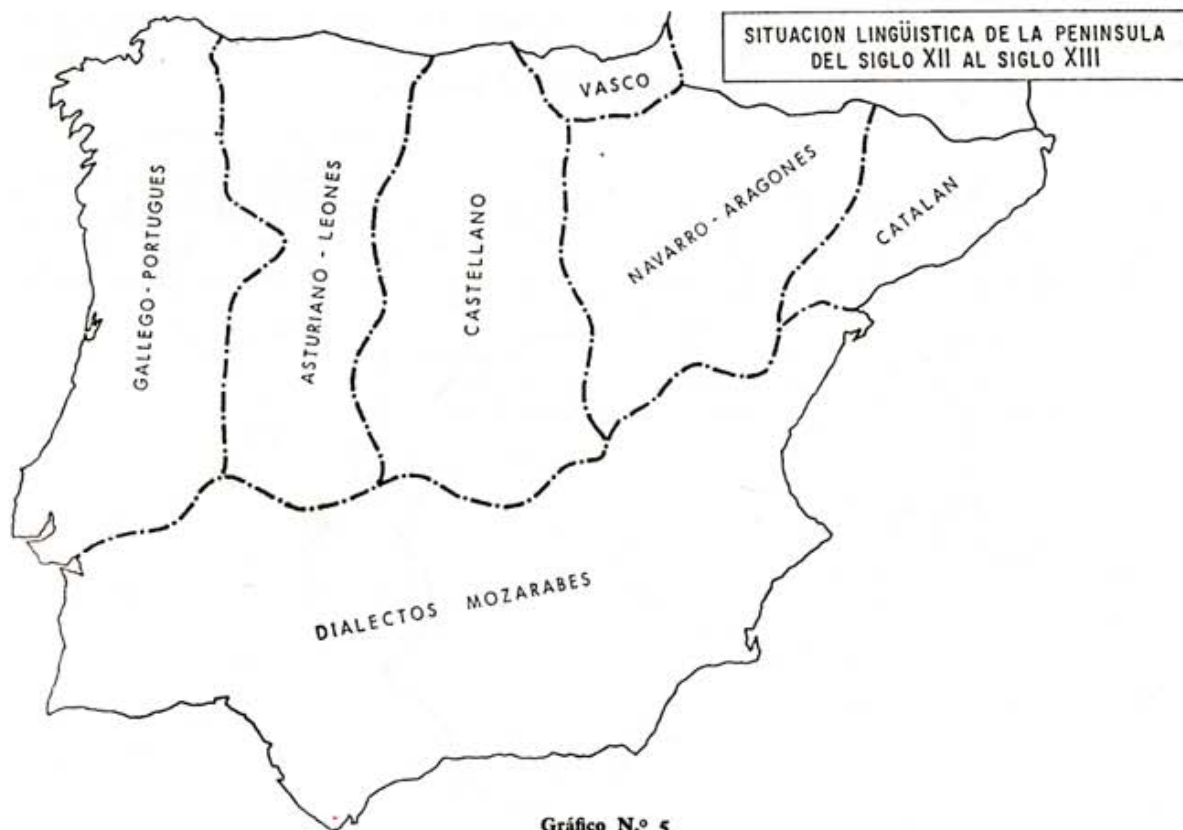 SITUACION LINGÜISTICA DE LA PENINSULA
DEL SIGLO XII AL SIGLO XIII
VASCO
GALLEGO-PORTUGUES
ASTURIANO - LEONES
CASTELLANO
NAVARRO-ARAGONES
CATALAN
DIALECTOS MOZARABES
Gráfico N.º 5